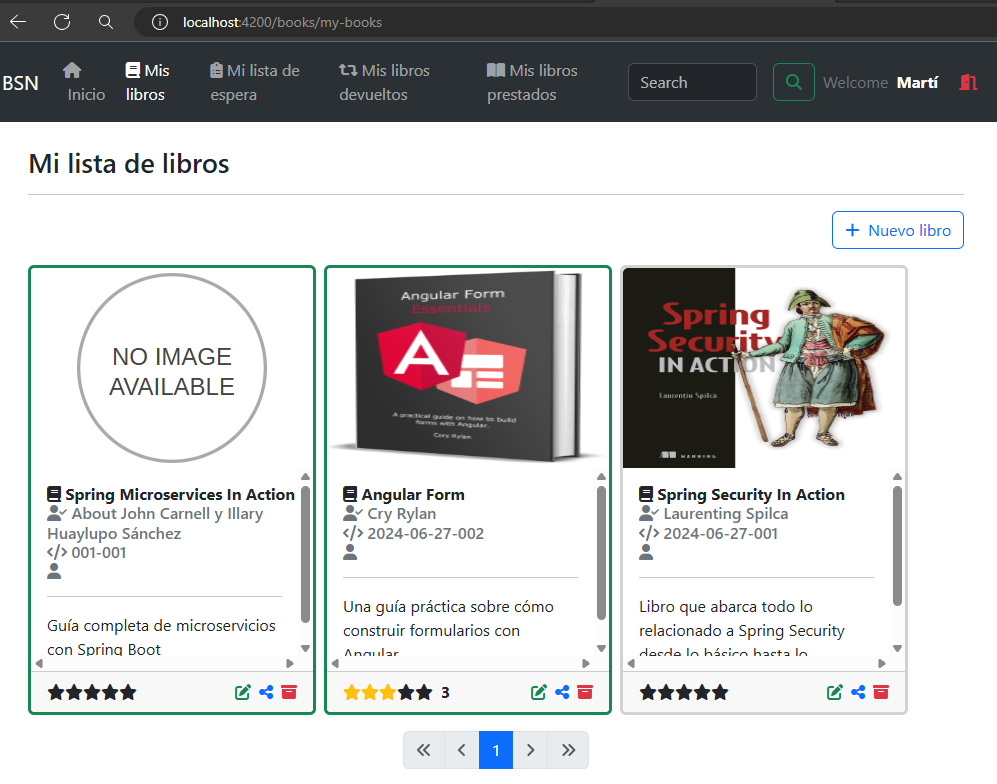 localhost:4200/books/my-books
BSN
Inicio
Mis
libros
Mi lista de
espera
Mis libros
devueltos
Mis libros
prestados
Search
Welcome Martí
Mi lista de libros
+ Nuevo libro
NO IMAGE
AVAILABLE
Spring Microservices In Action
About John Carnell y Illary
Huaylupo Sánchez
001-001
Guía completa de microservicios
con Spring Boot
Angular Form
Essentials
A practical guide on how to build
forms with Angular.
Cory Rylan
Angular Form
Cry Rylan
2024-06-27-002
Una guía práctica sobre cómo
construir formularios con
Angular
3
Spring
Security
IN ACTION
Laurenţiu Spilca
MANNING
Spring Security In Action
Laurenting Spilca
2024-06-27-001
Libro que abarca todo lo
relacionado a Spring Security
desde lo básico hasta lo
« ‹ 1 › »